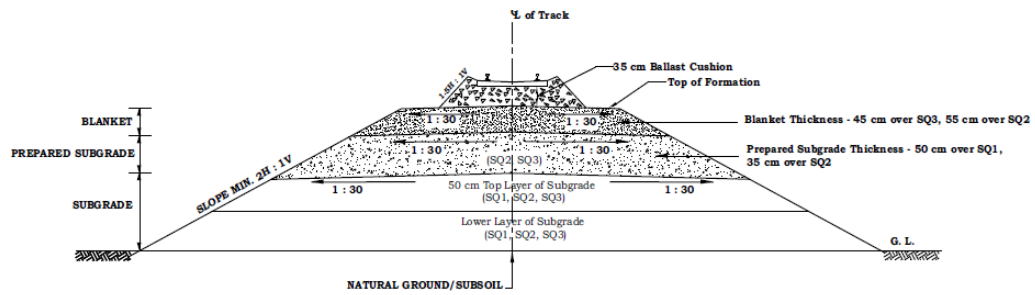 ℄ of Track
35 cm Ballast Cushion
Top of Formation
1·5H : 1V
BLANKET
1 : 30
1 : 30
Blanket Thickness - 45 cm over SQ3, 55 cm over SQ2
PREPARED SUBGRADE
1 : 30
1 : 30
(SQ2, SQ3)
Prepared Subgrade Thickness - 50 cm over SQ1,
35 cm over SQ2
SLOPE MIN. 2H : 1V
1 : 30
1 : 30
SUBGRADE
50 cm Top Layer of Subgrade
(SQ1, SQ2, SQ3)
Lower Layer of Subgrade
(SQ1, SQ2, SQ3)
G. L.
NATURAL GROUND/SUBSOIL